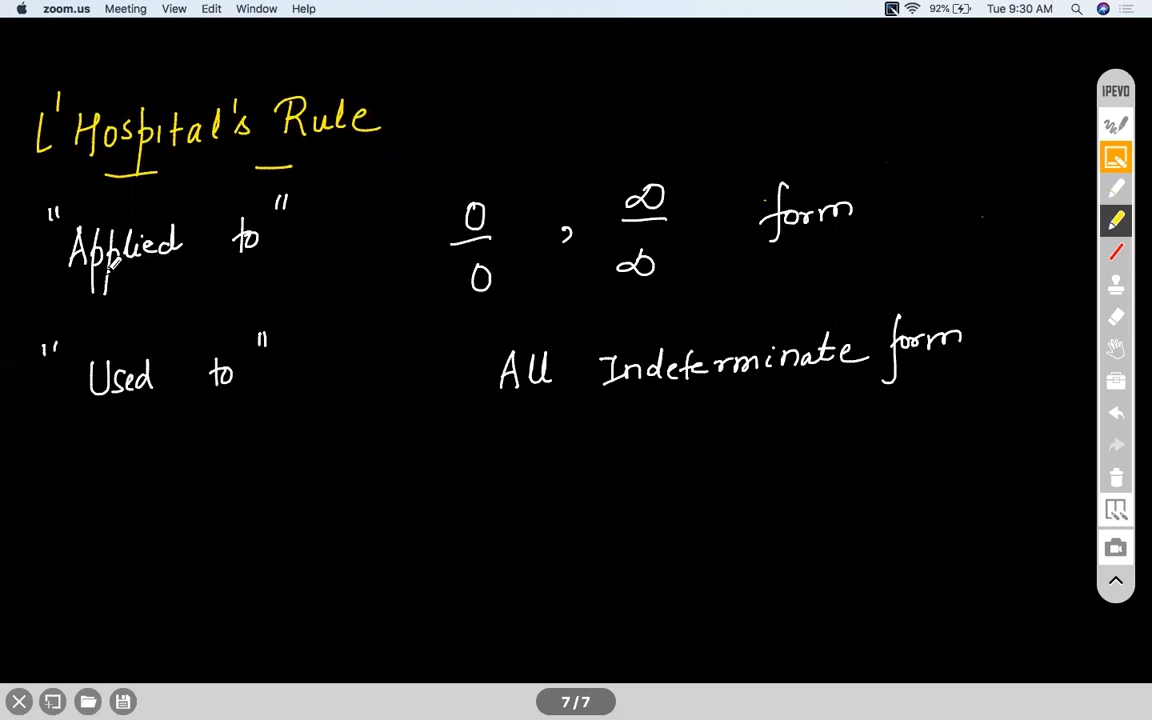 zoom.us Meeting View Edit Window Help 92% Tue 9:30 AM
IPEVO
L'Hospital's Rule
"Applied to" 0/0 , ∞/∞ form
"Used to" All Indeterminate form
7/7